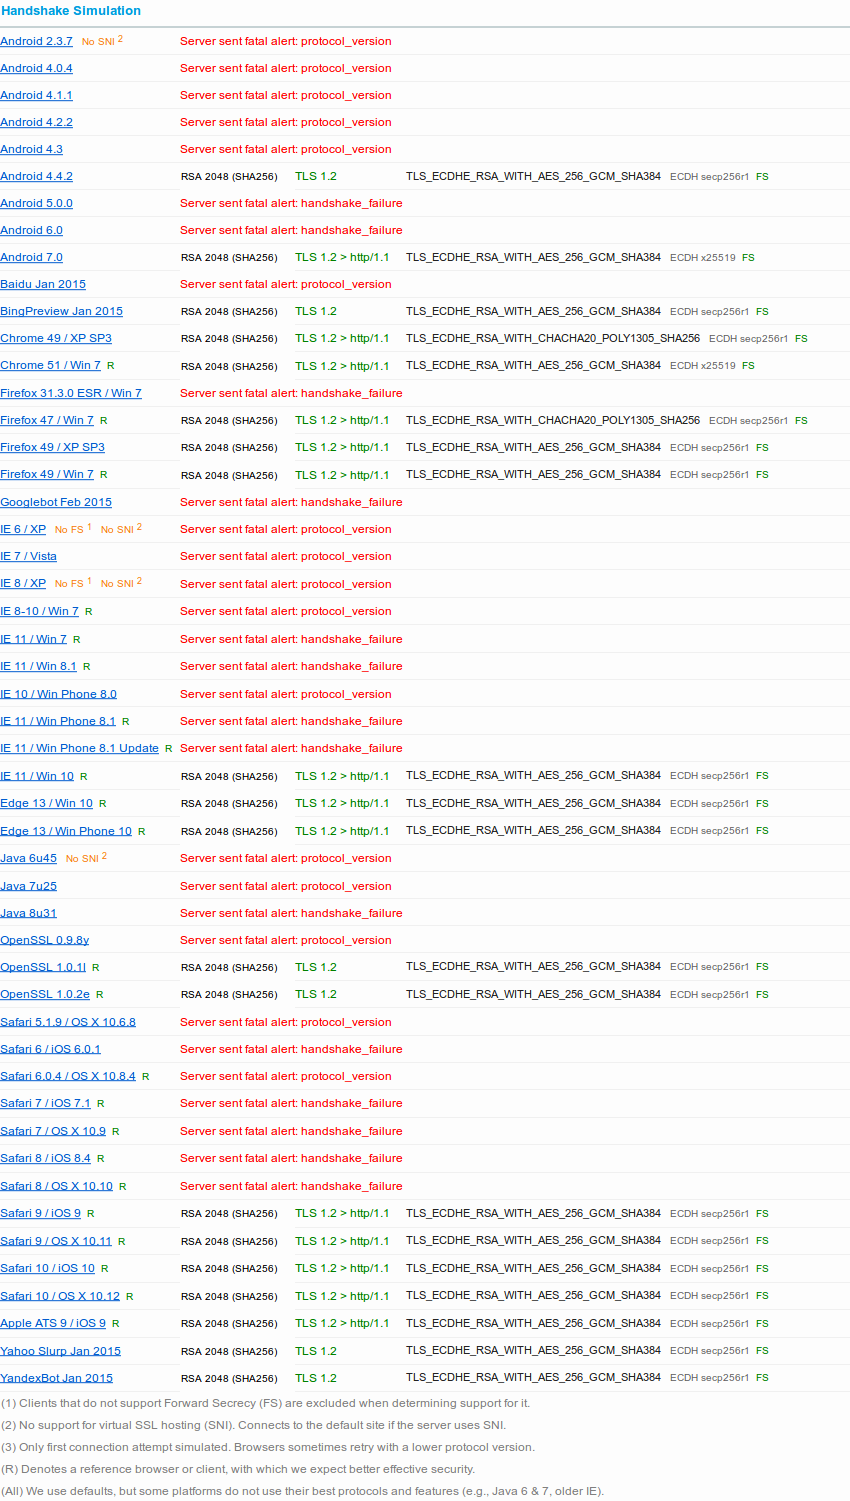 Handshake Simulation
Android 2.3.7 No SNI 2 Server sent fatal alert: protocol_version
Android 4.0.4 Server sent fatal alert: protocol_version
Android 4.1.1 Server sent fatal alert: protocol_version
Android 4.2.2 Server sent fatal alert: protocol_version
Android 4.3 Server sent fatal alert: protocol_version
Android 4.4.2 RSA 2048 (SHA256) TLS 1.2 TLS_ECDHE_RSA_WITH_AES_256_GCM_SHA384 ECDH secp256r1 FS
Android 5.0.0 Server sent fatal alert: handshake_failure
Android 6.0 Server sent fatal alert: handshake_failure
Android 7.0 RSA 2048 (SHA256) TLS 1.2 > http/1.1 TLS_ECDHE_RSA_WITH_AES_256_GCM_SHA384 ECDH x25519 FS
Baidu Jan 2015 Server sent fatal alert: protocol_version
BingPreview Jan 2015 RSA 2048 (SHA256) TLS 1.2 TLS_ECDHE_RSA_WITH_AES_256_GCM_SHA384 ECDH secp256r1 FS
Chrome 49 / XP SP3 RSA 2048 (SHA256) TLS 1.2 > http/1.1 TLS_ECDHE_RSA_WITH_CHACHA20_POLY1305_SHA256 ECDH secp256r1 FS
Chrome 51 / Win 7 R RSA 2048 (SHA256) TLS 1.2 > http/1.1 TLS_ECDHE_RSA_WITH_AES_256_GCM_SHA384 ECDH x25519 FS
Firefox 31.3.0 ESR / Win 7 Server sent fatal alert: handshake_failure
Firefox 47 / Win 7 R RSA 2048 (SHA256) TLS 1.2 > http/1.1 TLS_ECDHE_RSA_WITH_CHACHA20_POLY1305_SHA256 ECDH secp256r1 FS
Firefox 49 / XP SP3 RSA 2048 (SHA256) TLS 1.2 > http/1.1 TLS_ECDHE_RSA_WITH_AES_256_GCM_SHA384 ECDH secp256r1 FS
Firefox 49 / Win 7 R RSA 2048 (SHA256) TLS 1.2 > http/1.1 TLS_ECDHE_RSA_WITH_AES_256_GCM_SHA384 ECDH secp256r1 FS
Googlebot Feb 2015 Server sent fatal alert: handshake_failure
IE 6 / XP No FS 1 No SNI 2 Server sent fatal alert: protocol_version
IE 7 / Vista Server sent fatal alert: protocol_version
IE 8 / XP No FS 1 No SNI 2 Server sent fatal alert: protocol_version
IE 8-10 / Win 7 R Server sent fatal alert: protocol_version
IE 11 / Win 7 R Server sent fatal alert: handshake_failure
IE 11 / Win 8.1 R Server sent fatal alert: handshake_failure
IE 10 / Win Phone 8.0 Server sent fatal alert: protocol_version
IE 11 / Win Phone 8.1 R Server sent fatal alert: handshake_failure
IE 11 / Win Phone 8.1 Update R Server sent fatal alert: handshake_failure
IE 11 / Win 10 R RSA 2048 (SHA256) TLS 1.2 > http/1.1 TLS_ECDHE_RSA_WITH_AES_256_GCM_SHA384 ECDH secp256r1 FS
Edge 13 / Win 10 R RSA 2048 (SHA256) TLS 1.2 > http/1.1 TLS_ECDHE_RSA_WITH_AES_256_GCM_SHA384 ECDH secp256r1 FS
Edge 13 / Win Phone 10 R RSA 2048 (SHA256) TLS 1.2 > http/1.1 TLS_ECDHE_RSA_WITH_AES_256_GCM_SHA384 ECDH secp256r1 FS
Java 6u45 No SNI 2 Server sent fatal alert: protocol_version
Java 7u25 Server sent fatal alert: protocol_version
Java 8u31 Server sent fatal alert: handshake_failure
OpenSSL 0.9.8y Server sent fatal alert: protocol_version
OpenSSL 1.0.1l R RSA 2048 (SHA256) TLS 1.2 TLS_ECDHE_RSA_WITH_AES_256_GCM_SHA384 ECDH secp256r1 FS
OpenSSL 1.0.2e R RSA 2048 (SHA256) TLS 1.2 TLS_ECDHE_RSA_WITH_AES_256_GCM_SHA384 ECDH secp256r1 FS
Safari 5.1.9 / OS X 10.6.8 Server sent fatal alert: protocol_version
Safari 6 / iOS 6.0.1 Server sent fatal alert: handshake_failure
Safari 6.0.4 / OS X 10.8.4 R Server sent fatal alert: protocol_version
Safari 7 / iOS 7.1 R Server sent fatal alert: handshake_failure
Safari 7 / OS X 10.9 R Server sent fatal alert: handshake_failure
Safari 8 / iOS 8.4 R Server sent fatal alert: handshake_failure
Safari 8 / OS X 10.10 R Server sent fatal alert: handshake_failure
Safari 9 / iOS 9 R RSA 2048 (SHA256) TLS 1.2 > http/1.1 TLS_ECDHE_RSA_WITH_AES_256_GCM_SHA384 ECDH secp256r1 FS
Safari 9 / OS X 10.11 R RSA 2048 (SHA256) TLS 1.2 > http/1.1 TLS_ECDHE_RSA_WITH_AES_256_GCM_SHA384 ECDH secp256r1 FS
Safari 10 / iOS 10 R RSA 2048 (SHA256) TLS 1.2 > http/1.1 TLS_ECDHE_RSA_WITH_AES_256_GCM_SHA384 ECDH secp256r1 FS
Safari 10 / OS X 10.12 R RSA 2048 (SHA256) TLS 1.2 > http/1.1 TLS_ECDHE_RSA_WITH_AES_256_GCM_SHA384 ECDH secp256r1 FS
Apple ATS 9 / iOS 9 R RSA 2048 (SHA256) TLS 1.2 > http/1.1 TLS_ECDHE_RSA_WITH_AES_256_GCM_SHA384 ECDH secp256r1 FS
Yahoo Slurp Jan 2015 RSA 2048 (SHA256) TLS 1.2 TLS_ECDHE_RSA_WITH_AES_256_GCM_SHA384 ECDH secp256r1 FS
YandexBot Jan 2015 RSA 2048 (SHA256) TLS 1.2 TLS_ECDHE_RSA_WITH_AES_256_GCM_SHA384 ECDH secp256r1 FS
(1) Clients that do not support Forward Secrecy (FS) are excluded when determining support for it.
(2) No support for virtual SSL hosting (SNI). Connects to the default site if the server uses SNI.
(3) Only first connection attempt simulated. Browsers sometimes retry with a lower protocol version.
(R) Denotes a reference browser or client, with which we expect better effective security.
(All) We use defaults, but some platforms do not use their best protocols and features (e.g., Java 6 & 7, older IE).